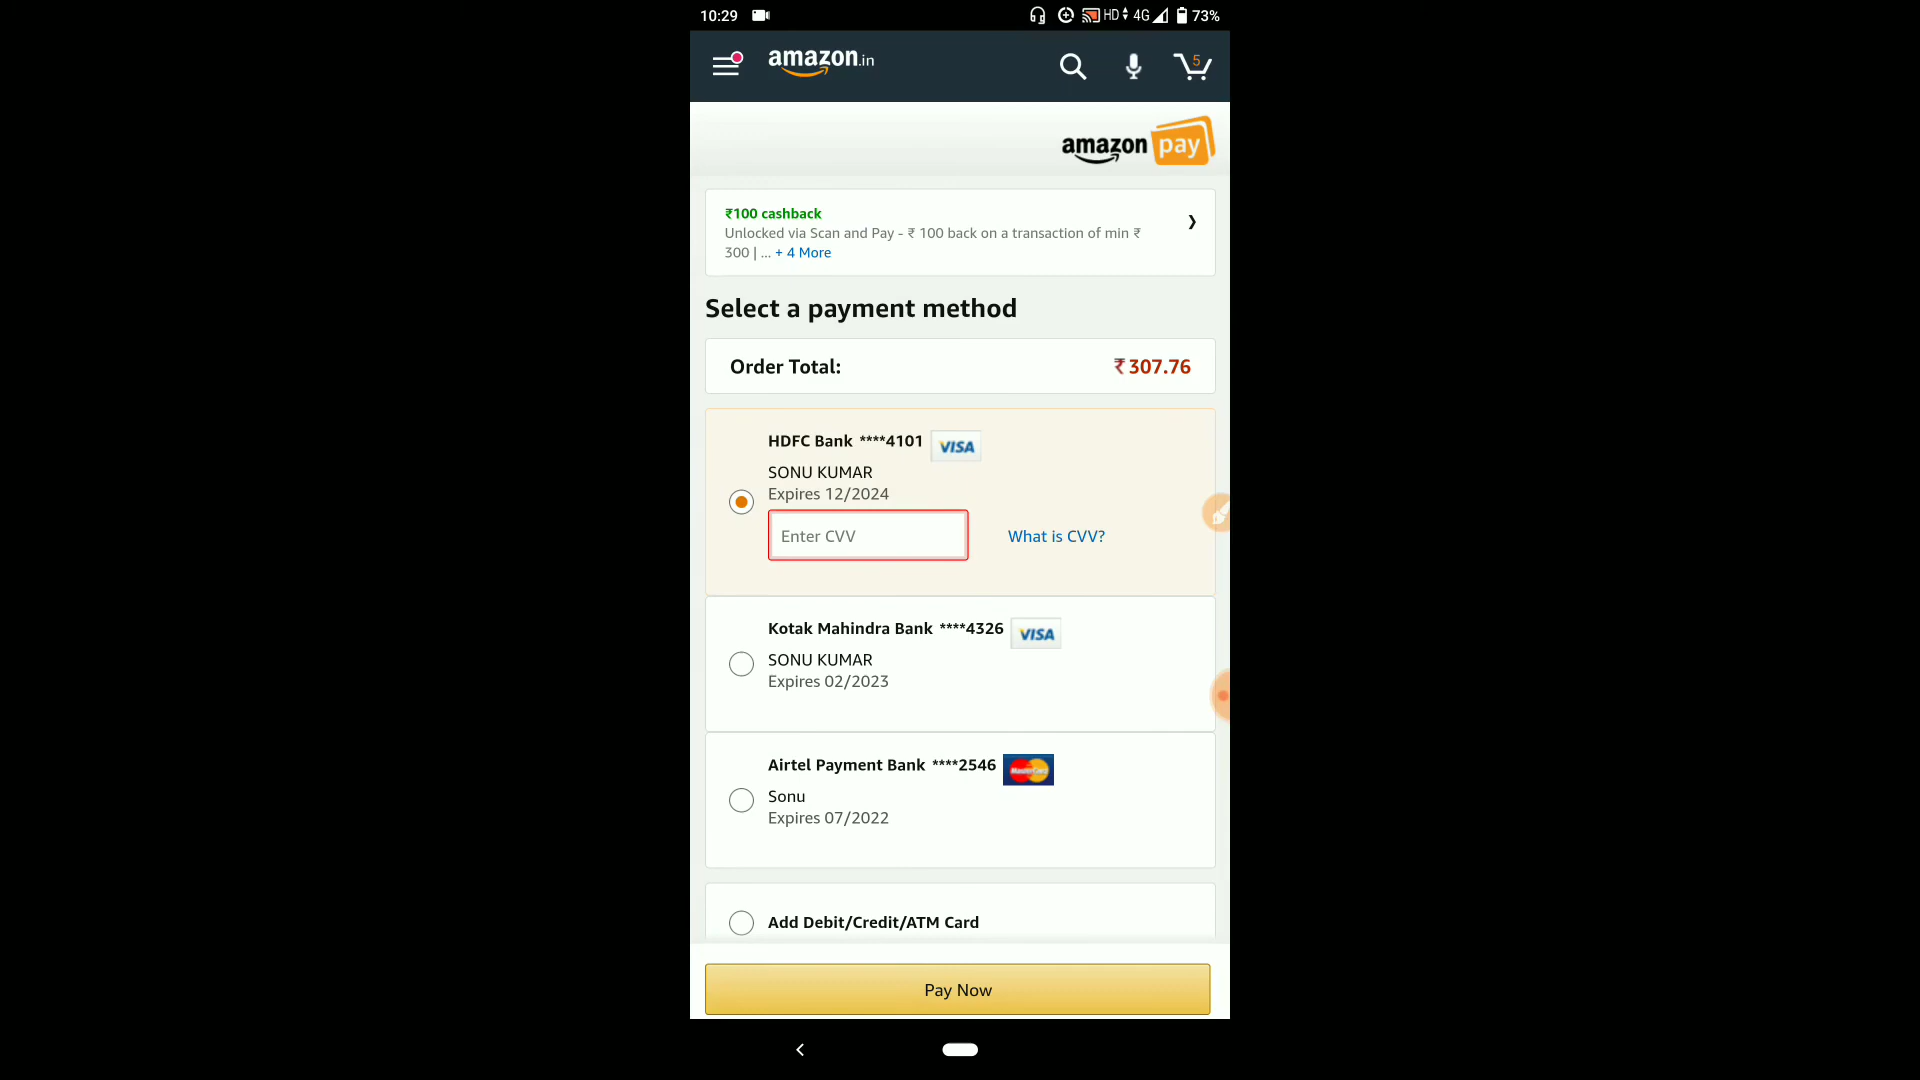 10:29 HD 4G 73%
amazon.in 5
amazon pay
₹100 cashback
Unlocked via Scan and Pay - ₹ 100 back on a transaction of min ₹
300 | ... + 4 More
Select a payment method
Order Total: ₹ 307.76
HDFC Bank ****4101 VISA
SONU KUMAR
Expires 12/2024
Enter CVV What is CVV?
Kotak Mahindra Bank ****4326 VISA
SONU KUMAR
Expires 02/2023
Airtel Payment Bank ****2546 MasterCard
Sonu
Expires 07/2022
Add Debit/Credit/ATM Card
Pay Now